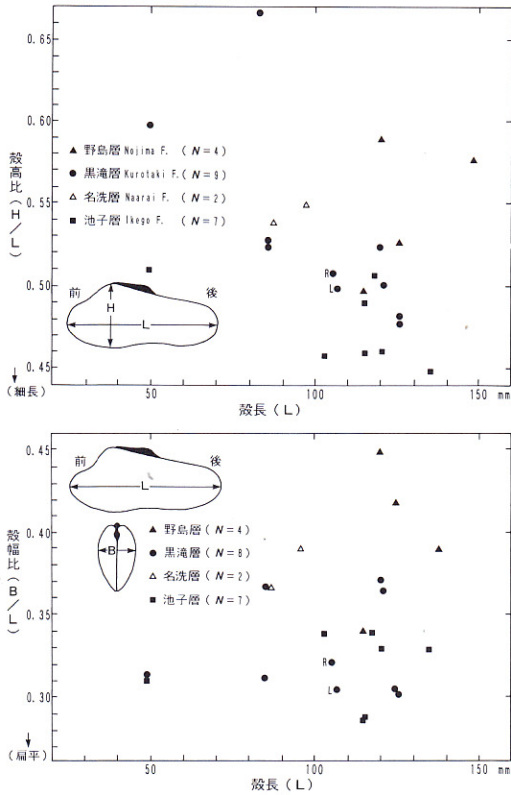 0.65
0.60
0.55
0.50
0.45
殻高比(H/L)
(細長)
▲ 野島層 Nojima F. (N=4)
● 黒滝層 Kurotaki F. (N=9)
△ 名洗層 Naarai F. (N=2)
■ 池子層 Ikego F. (N=7)
R
L
前
後
H
L
50
100
150 mm
殻長(L)
0.45
0.40
0.35
0.30
殻幅比(B/L)
(扁平)
前
後
L
B
▲ 野島層 (N=4)
● 黒滝層 (N=8)
△ 名洗層 (N=2)
■ 池子層 (N=7)
R
L
50
100
150 mm
殻長(L)